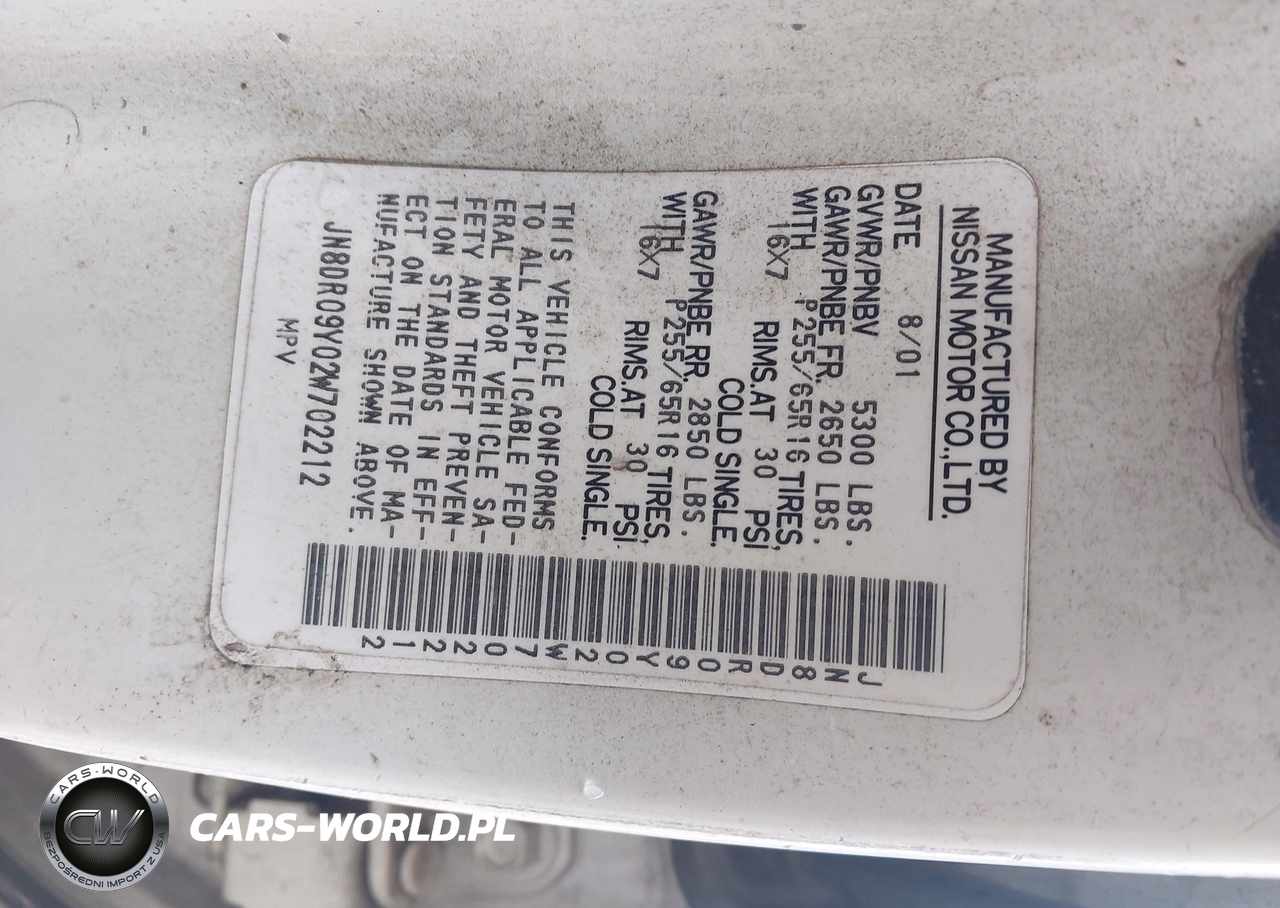 MANUFACTURED BY
NISSAN MOTOR CO.,LTD.
DATE 8/01
GVWR/PNBV 5300 LBS.
GAWR/PNBE FR. 2650 LBS.
WITH P255/65R16 TIRES,
16X7 RIMS.AT 30 PSI
COLD SINGLE.
GAWR/PNBE RR. 2850 LBS.
WITH P255/65R16 TIRES,
16X7 RIMS.AT 30 PSI
COLD SINGLE.
THIS VEHICLE CONFORMS
TO ALL APPLICABLE FED-
ERAL MOTOR VEHICLE SA-
FETY AND THEFT PREVEN-
TION STANDARDS IN EFF-
ECT ON THE DATE OF MA-
NUFACTURE SHOWN ABOVE.
JN8DR09Y02W702212
MPV
JN8DR09Y02W702212
CARS-WORLD
CW
BEZPOŚREDNI IMPORT Z USA
CARS-WORLD.PL